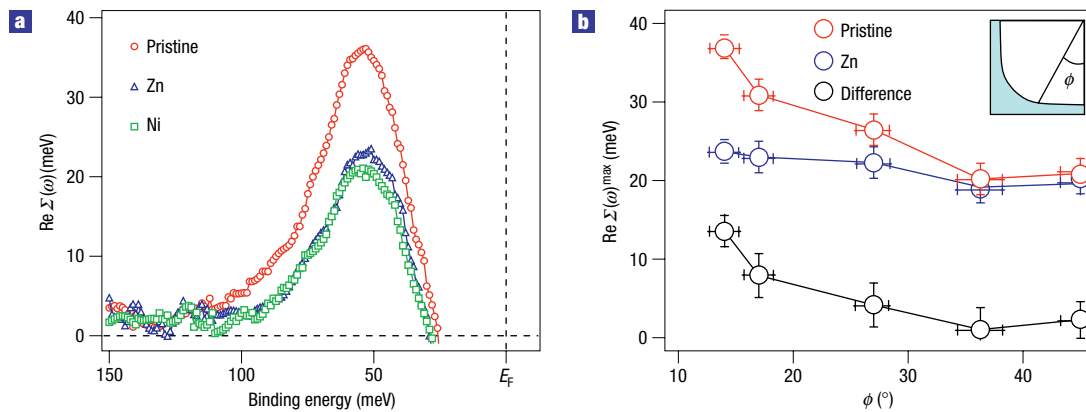 a
40
30
20
10
0
Re Σ(ω) (meV)
Pristine
Zn
Ni
150
100
50
E_F
Binding energy (meV)
b
40
30
20
10
0
Re Σ(ω)^max (meV)
Pristine
Zn
Difference
ϕ
10
20
30
40
ϕ (°)